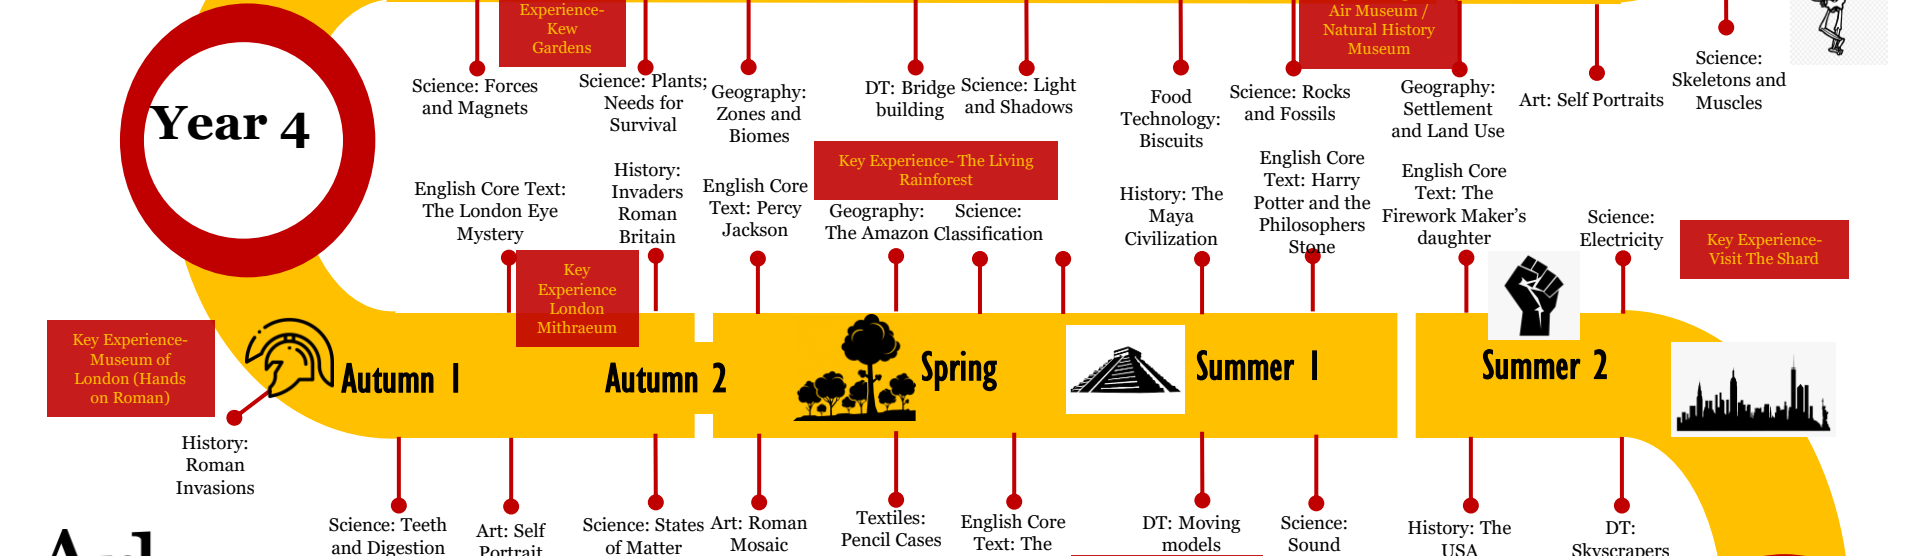 Experience-
Kew
Gardens
Air Museum /
Natural History
Museum
Science: Forces
and Magnets
Science: Plants;
Needs for
Survival
Geography:
Zones and
Biomes
DT: Bridge
building
Science: Light
and Shadows
Food
Technology:
Biscuits
Science: Rocks
and Fossils
Geography:
Settlement
and Land Use
Art: Self Portraits
Science:
Skeletons and
Muscles
Year 4
English Core Text:
The London Eye
Mystery
History:
Invaders
Roman
Britain
English Core
Text: Percy
Jackson
Key Experience- The Living
Rainforest
Geography:
The Amazon
Science:
Classification
History: The
Maya
Civilization
English Core
Text: Harry
Potter and the
Philosophers
Stone
English Core
Text: The
Firework Maker's
daughter
Science:
Electricity
Key Experience-
Visit The Shard
Key
Experience
London
Mithraeum
Key Experience-
Museum of
London (Hands
on Roman)
Autumn 1
Autumn 2
Spring
Summer 1
Summer 2
History:
Roman
Invasions
Science: Teeth
and Digestion
Art: Self
Portrait
Science: States
of Matter
Art: Roman
Mosaic
Textiles:
Pencil Cases
English Core
Text: The
DT: Moving
models
Science:
Sound
History: The
USA
DT:
Skyscrapers